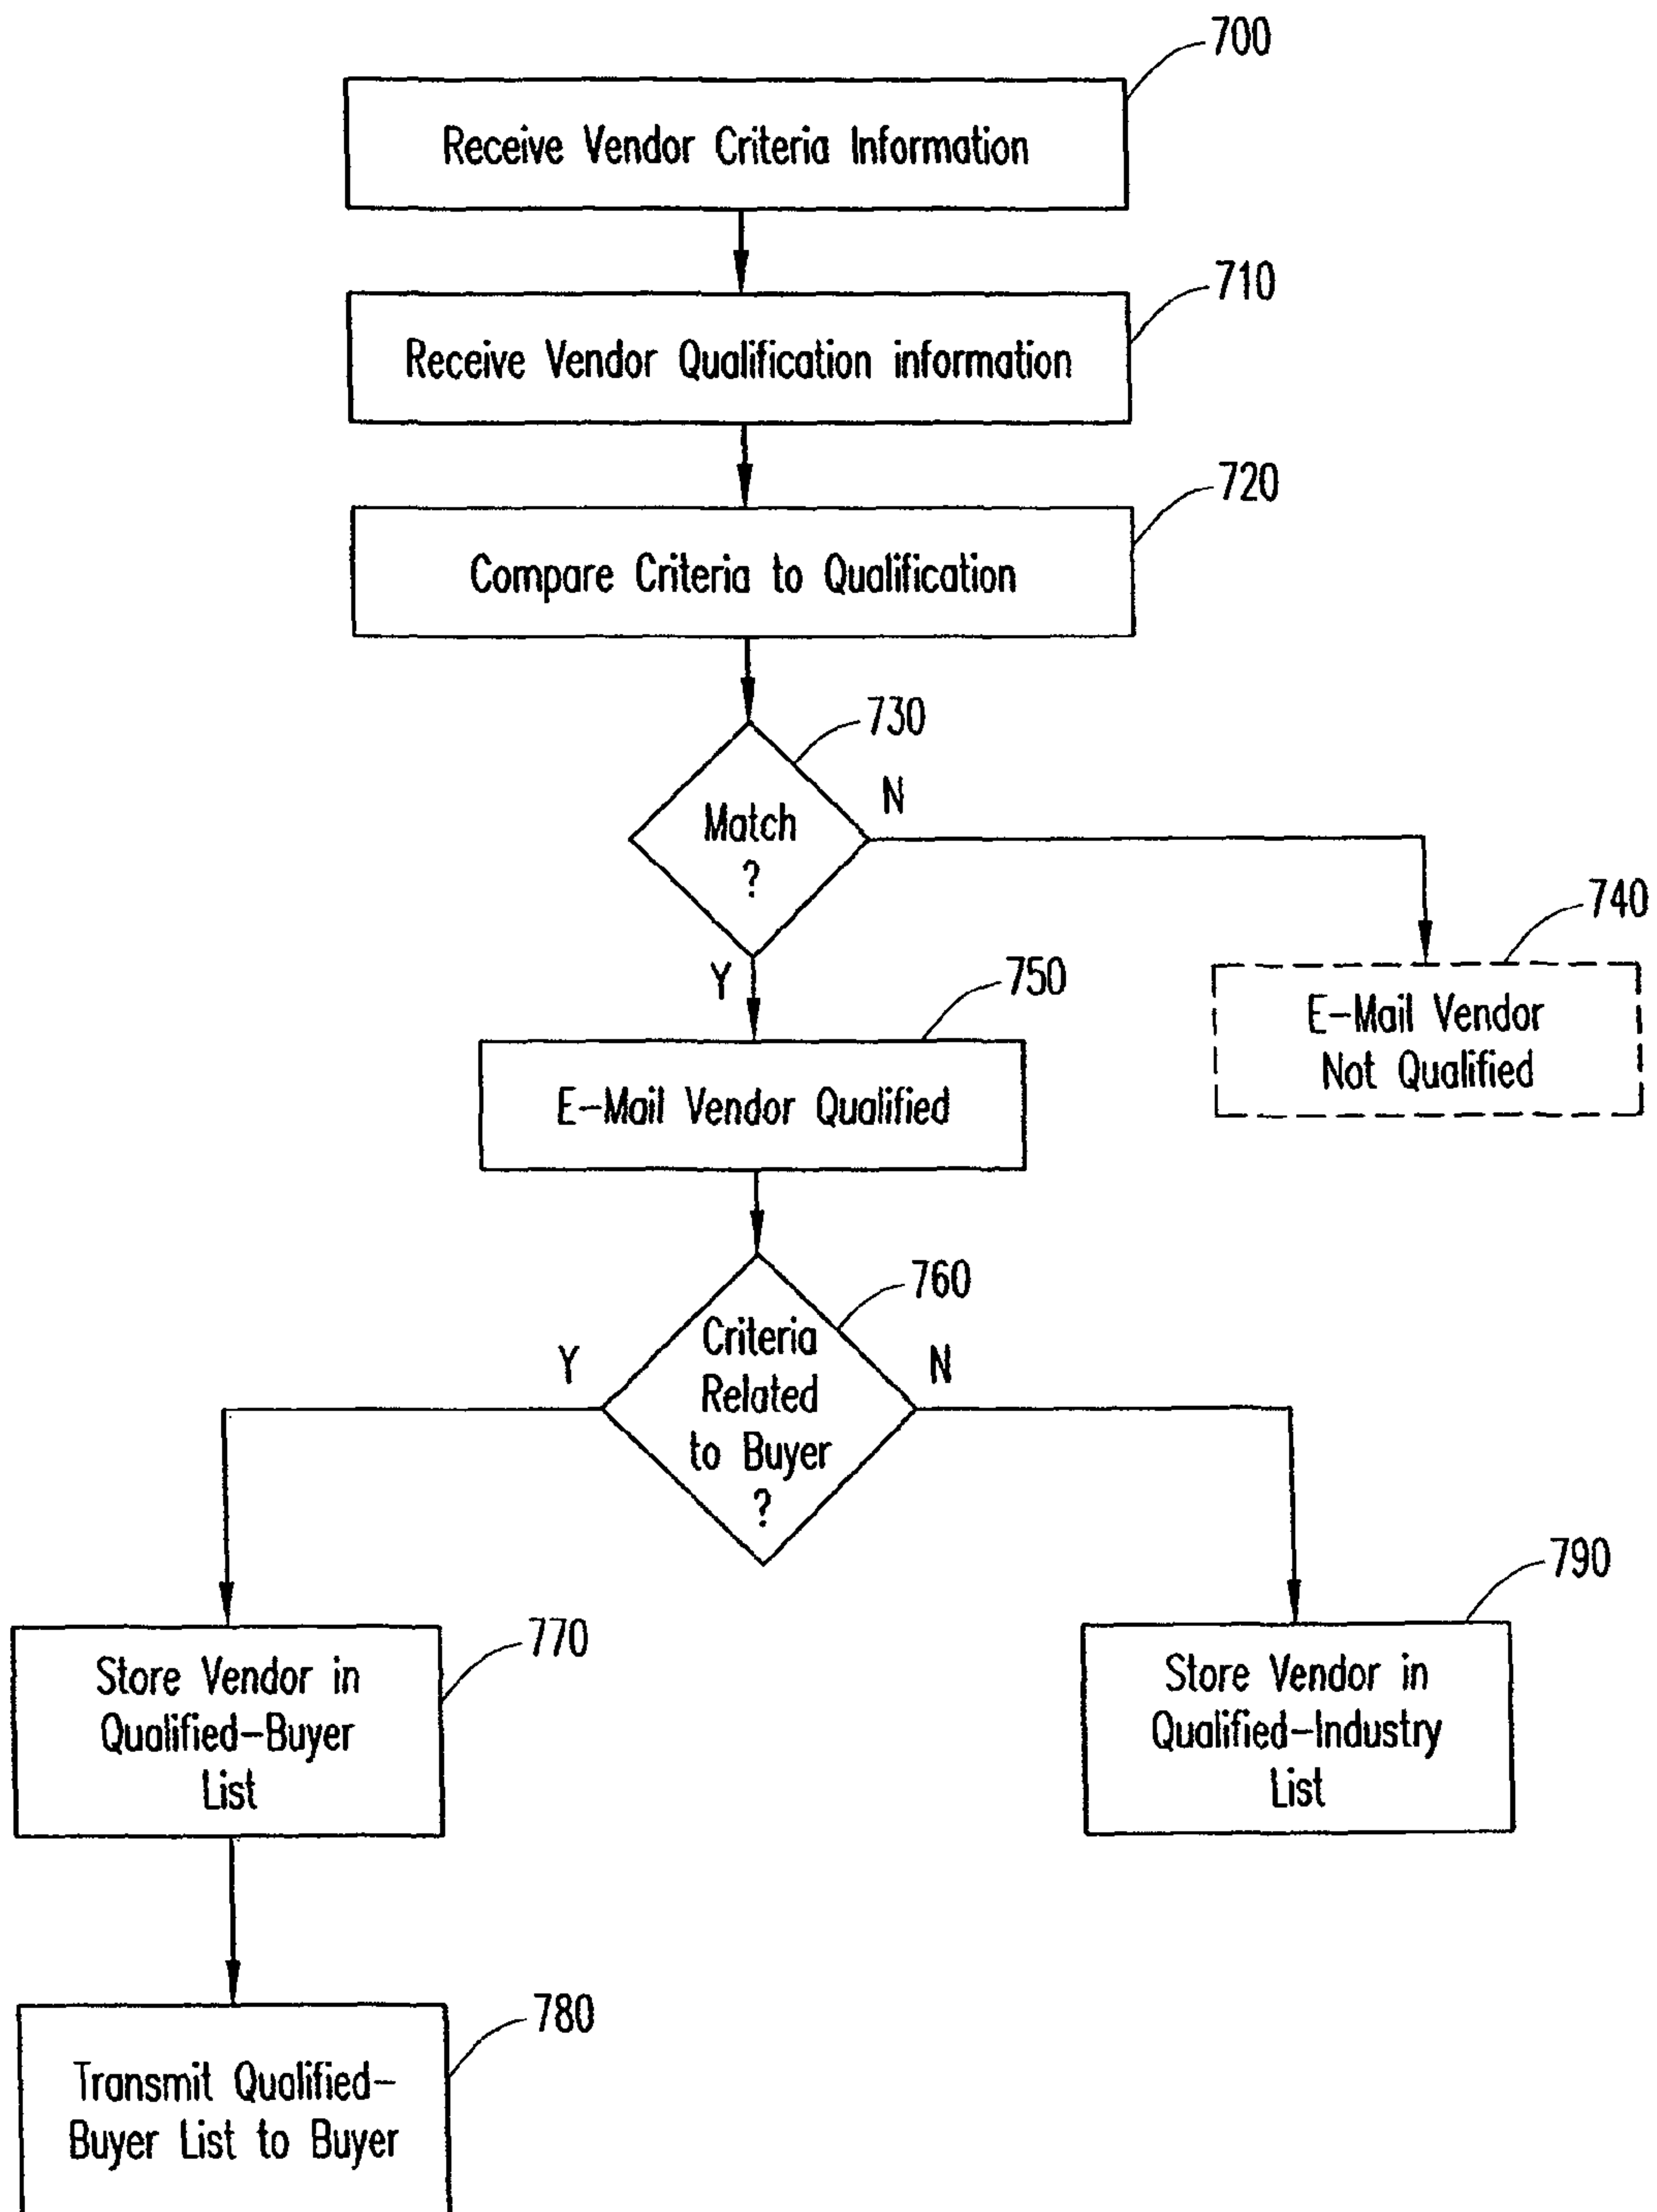 700
Receive Vendor Criteria Information
710
Receive Vendor Qualification information
720
Compare Criteria to Qualification
730
Match
?
N
Y
740
E-Mail Vendor
Not Qualified
750
E-Mail Vendor Qualified
760
Criteria
Related
to Buyer
?
Y
N
770
Store Vendor in
Qualified-Buyer
List
790
Store Vendor in
Qualified-Industry
List
780
Transmit Qualified-
Buyer List to Buyer